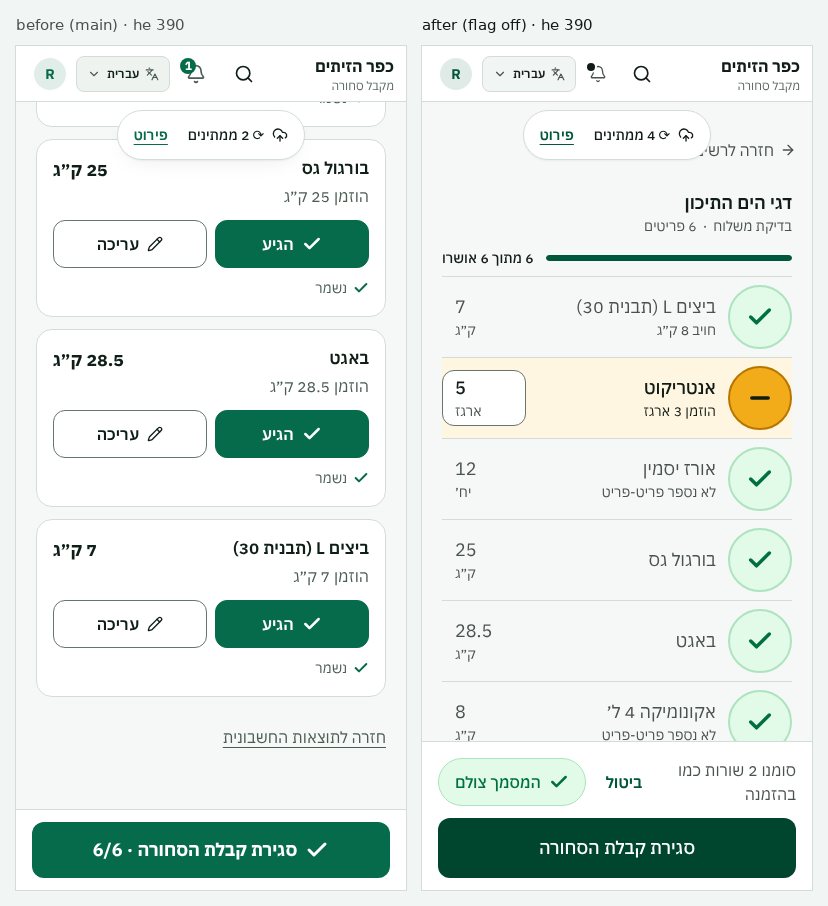 before (main) · he 390
כפר הזיתים
מקבל סחורה
1
עברית
R
2 ממתינים
פירוט
בורגול גס
25 ק״ג
הוזמן 25 ק״ג
הגיע
עריכה
נשמר
באגט
28.5 ק״ג
הוזמן 28.5 ק״ג
הגיע
עריכה
נשמר
ביצים L (תבנית 30)
7 ק״ג
הוזמן 7 ק״ג
הגיע
עריכה
נשמר
חזרה לתוצאות החשבונית
סגירת קבלת הסחורה · 6/6
after (flag off) · he 390
כפר הזיתים
מקבל סחורה
עברית
R
4 ממתינים
פירוט
חזרה
דגי הים התיכון
בדיקת משלוח · 6 פריטים
6 מתוך 6 אושרו
ביצים L (תבנית 30)
7
חויב 8 ק״ג
ק״ג
אנטריקוט
5
הוזמן 3 ארגז
ארגז
אורז יסמין
12
לא נספר פריט-פריט
יח׳
בורגול גס
25
ק״ג
באגט
28.5
ק״ג
אקונומיקה 4 ל׳
8
לא נספר פריט-פריט
ק״ג
סומנו 2 שורות כמו
בהזמנה
ביטול
המסמך צולם
סגירת קבלת הסחורה